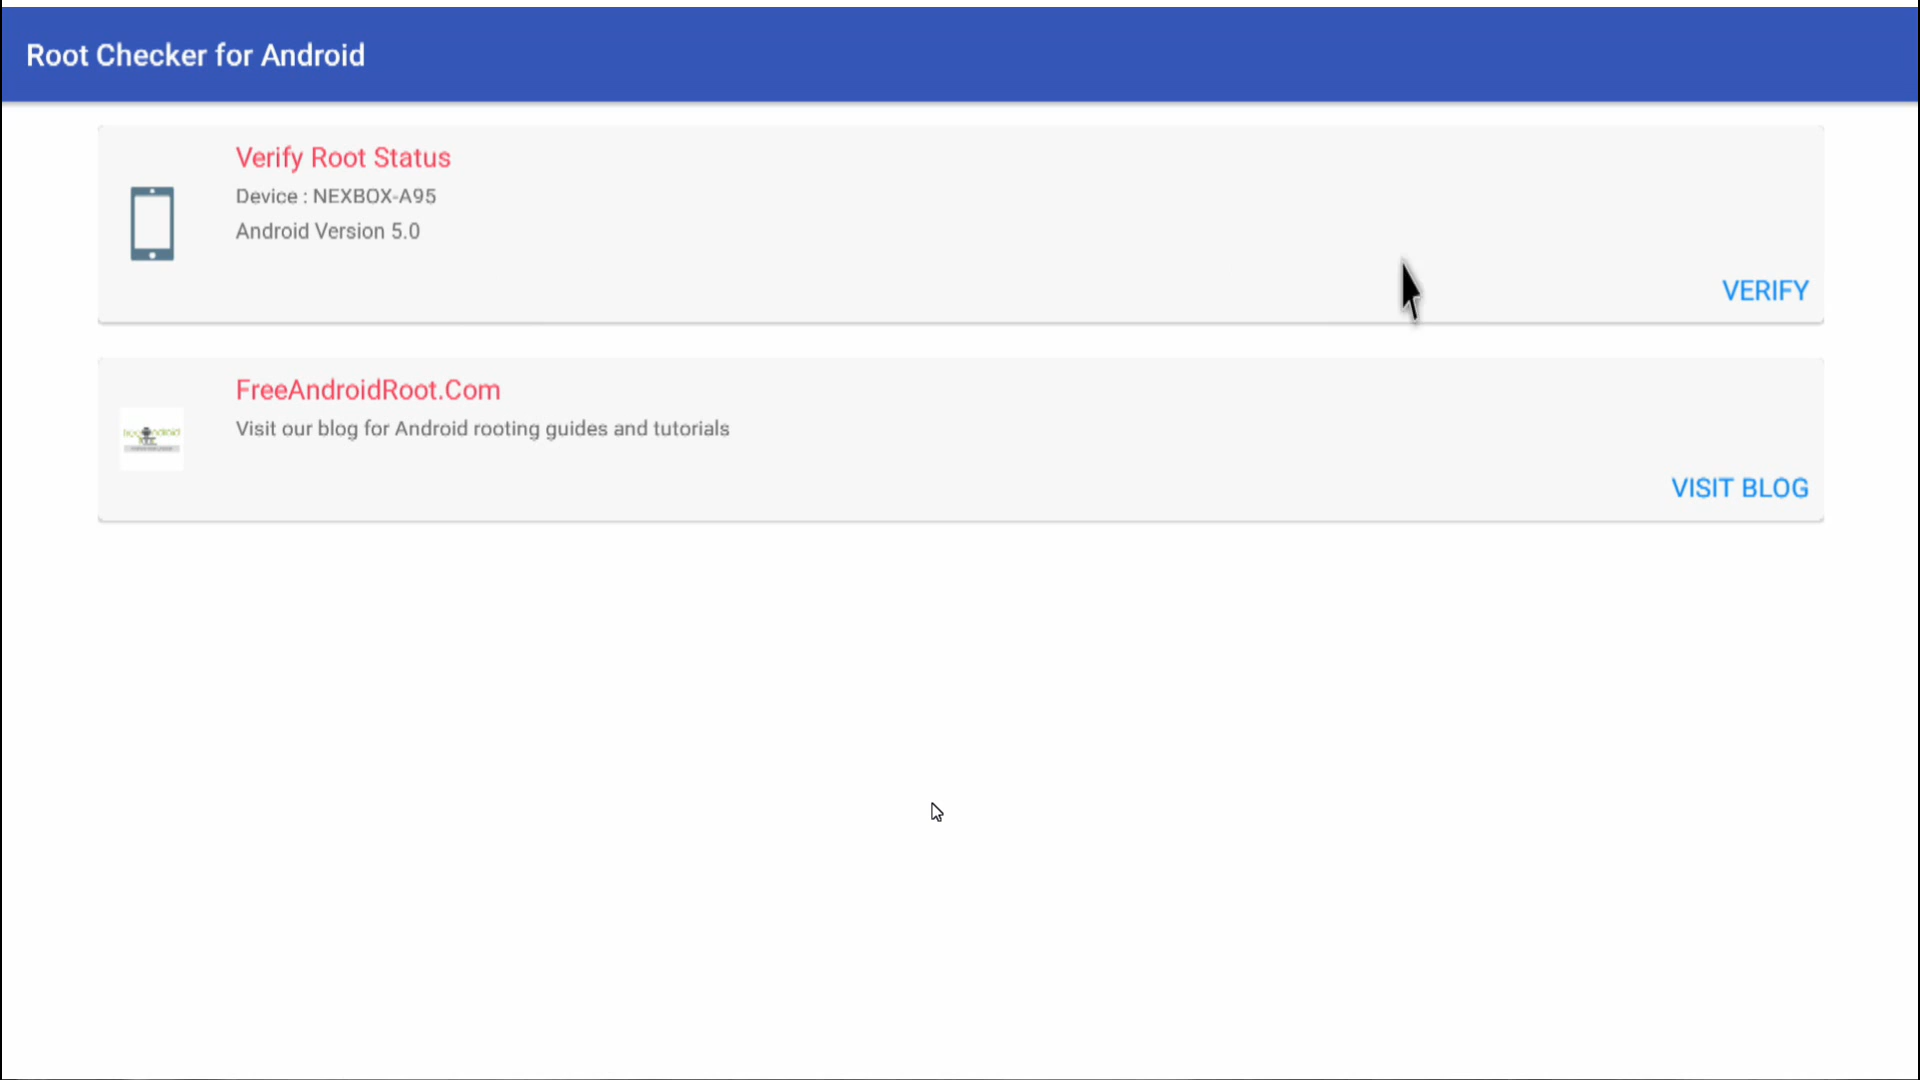 Root Checker for Android
Verify Root Status
Device : NEXBOX-A95
Android Version 5.0
VERIFY
FreeAndroidRoot.Com
Visit our blog for Android rooting guides and tutorials
VISIT BLOG